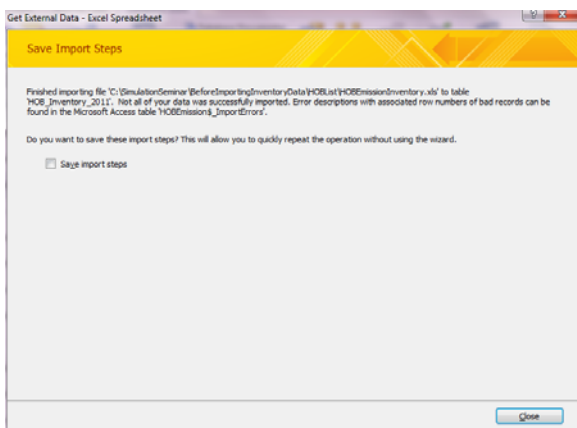 Get External Data - Excel Spreadsheet
Save Import Steps
Finished importing file 'C:\SimulationSeminar\BeforeImportingInventoryData\HOBList\HOBEmissionInventory.xls' to table
'HOB_Inventory_2011'. Not all of your data was successfully imported. Error descriptions with associated row numbers of bad records can be
found in the Microsoft Access table 'HOBEmission$_ImportErrors'.
Do you want to save these import steps? This will allow you to quickly repeat the operation without using the wizard.
Save import steps
Close